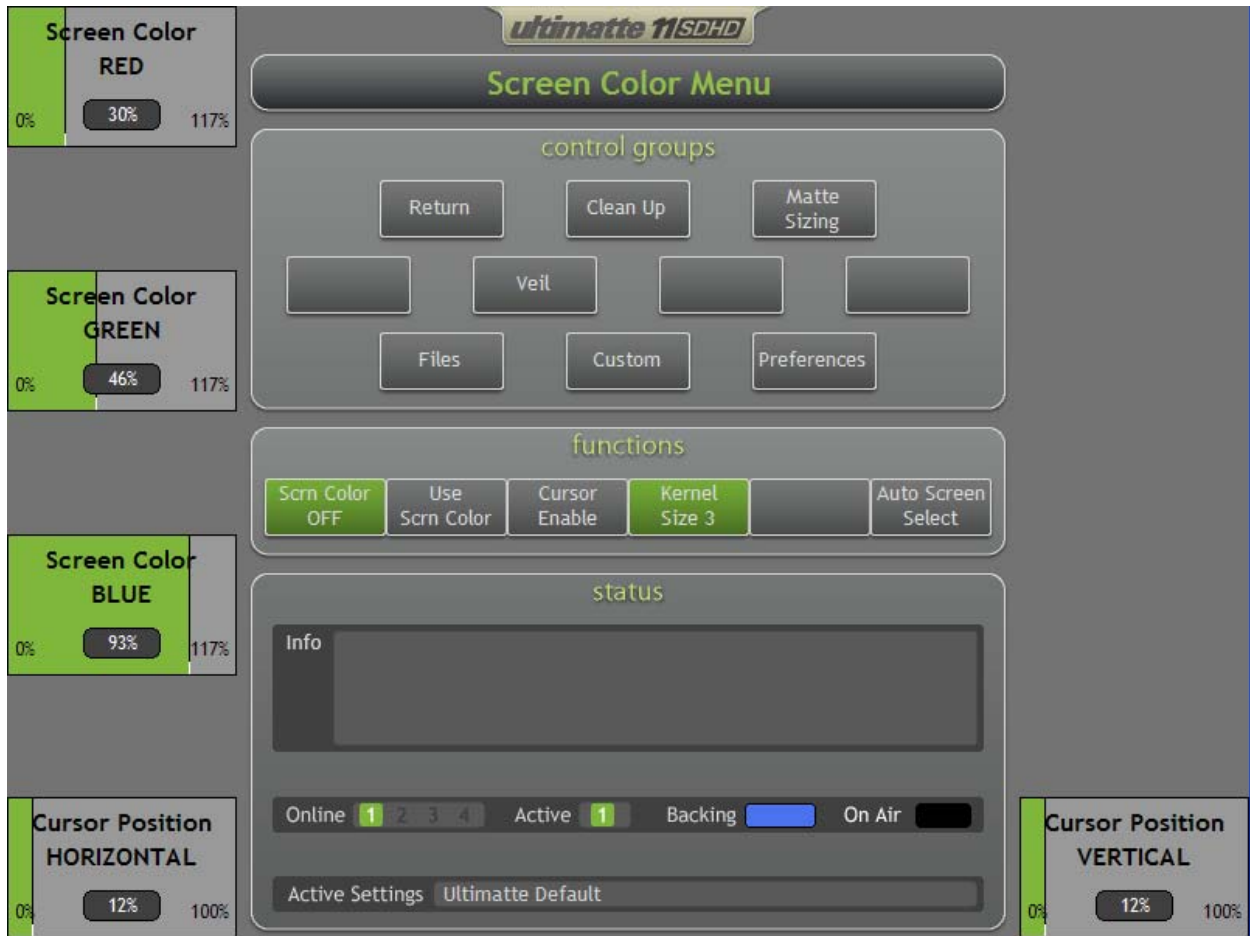 ultimatte 11 SDHD
Screen Color Menu
Screen Color
RED
30%
0%
117%
Screen Color
GREEN
46%
0%
117%
Screen Color
BLUE
93%
0%
117%
Cursor Position
HORIZONTAL
12%
0%
100%
control groups
Return
Clean Up
Matte
Sizing
Veil
Files
Custom
Preferences
functions
Scrn Color
OFF
Use
Scrn Color
Cursor
Enable
Kernel
Size 3
Auto Screen
Select
status
Info
Online 1 2 3 4 Active 1 Backing On Air
Active Settings Ultimatte Default
Cursor Position
VERTICAL
12%
0%
100%